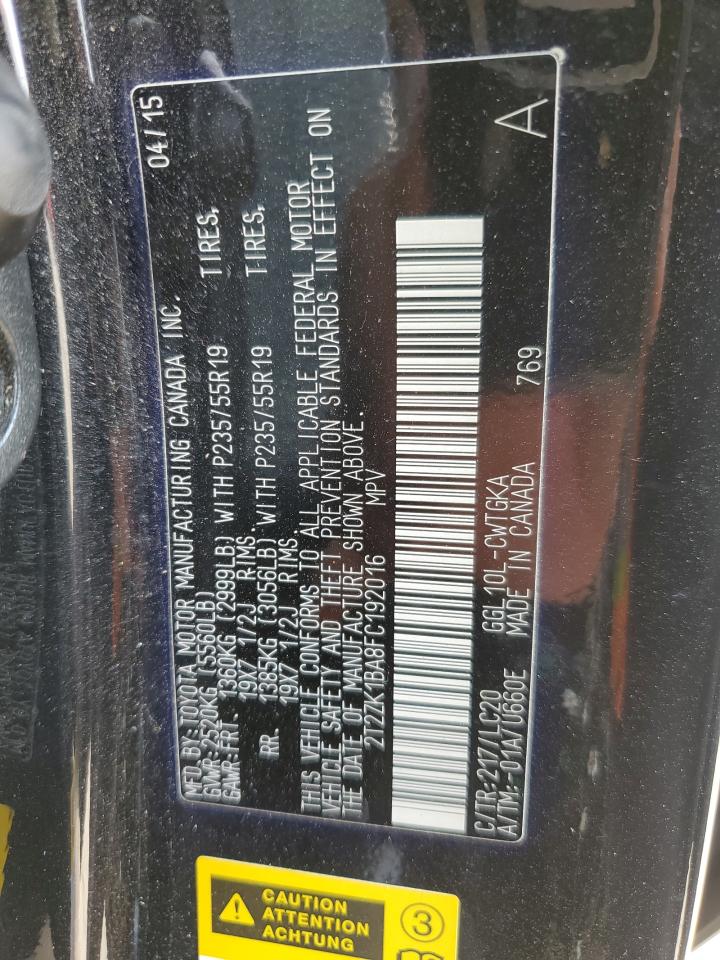 MFD.BY:TOYOTA MOTOR MANUFACTURING CANADA INC. 04/15
GVWR:2520KG (5560LB)
GAWR:FRT. 1360KG (2999LB) WITH P235/55R19 TIRES,
19X7 1/2J RIMS.
RR. 1385KG (3056LB) WITH P235/55R19 TIRES,
19X7 1/2J RIMS.
THIS VEHICLE CONFORMS TO ALL APPLICABLE FEDERAL MOTOR
VEHICLE SAFETY AND THEFT PREVENTION STANDARDS IN EFFECT ON
THE DATE OF MANUFACTURE SHOWN ABOVE.
2T2ZK1BA8FC192016 MPV
C/TR:217/LC20 GGL10L-CWTGKA
A/TM:-01A/U660E MADE IN CANADA 769 A
CAUTION
ATTENTION
ACHTUNG
3